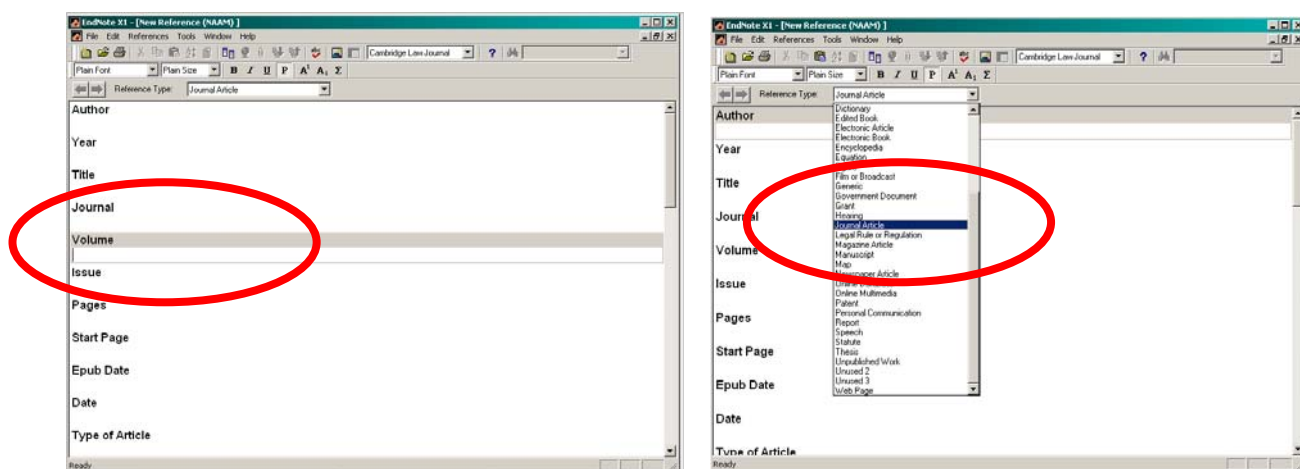 EndNote X1 - [New Reference (NAAM) ]
File Edit References Tools Window Help
Cambridge Law Journal
Plain Font Plain Size B I U P A¹ A₁ Σ
Reference Type: Journal Article
Author
Year
Title
Journal
Volume
Issue
Pages
Start Page
Epub Date
Date
Type of Article
Ready
EndNote X1 - [New Reference (NAAM) ]
File Edit References Tools Window Help
Cambridge Law Journal
Plain Font Plain Size B I U P A¹ A₁ Σ
Reference Type: Journal Article
Author
Year
Title
Journal
Volume
Issue
Pages
Start Page
Epub Date
Date
Type of Article
Dictionary
Edited Book
Electronic Article
Electronic Book
Encyclopedia
Equation
Film or Broadcast
Generic
Government Document
Grant
Hearing
Journal Article
Legal Rule or Regulation
Magazine Article
Manuscript
Map
Newspaper Article
Online Multimedia
Patent
Personal Communication
Report
Speech
Statute
Thesis
Unpublished Work
Unused 2
Unused 3
Web Page
Ready